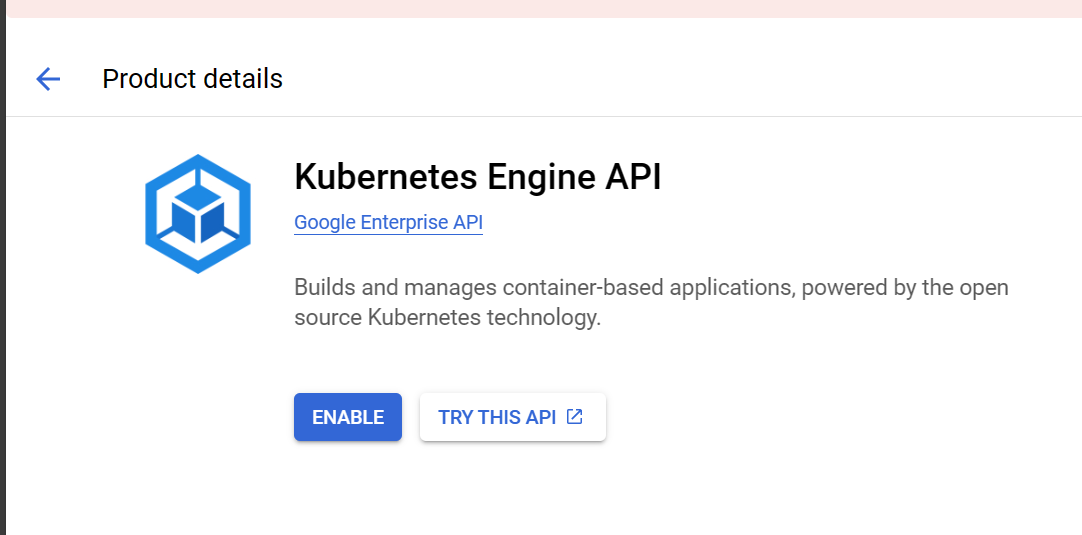 Product details
Kubernetes Engine API
Google Enterprise API
Builds and manages container-based applications, powered by the open
source Kubernetes technology.
ENABLE
TRY THIS API